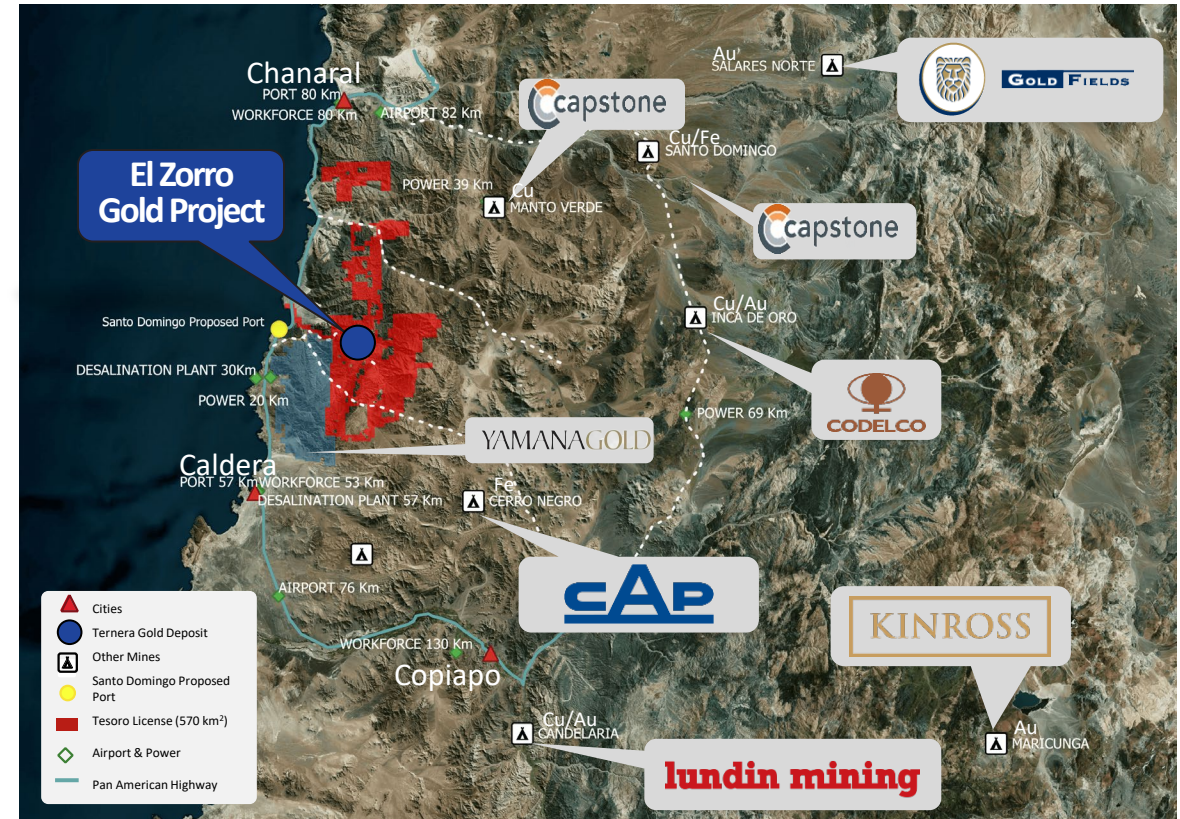 Chanaral
PORT 80 Km
WORKFORCE 80 Km
AIRPORT 82 Km
capstone
Au
SALARES NORTE
GOLD FIELDS
Cu/Fe
SANTO DOMINGO
El Zorro
Gold Project
POWER 39 Km
Cu
MANTO VERDE
capstone
Cu/Au
INCA DE ORO
Santo Domingo Proposed Port
DESALINATION PLANT 30Km
POWER 20 Km
CODELCO
POWER 69 Km
YAMANAGOLD
Caldera
PORT 57 Km
WORKFORCE 53 Km
DESALINATION PLANT 57 Km
Fe
CERRO NEGRO
CAP
AIRPORT 76 Km
KINROSS
WORKFORCE 130 Km
Copiapo
Cu/Au
CANDELARIA
Au
MARICUNGA
lundin mining
Cities
Ternera Gold Deposit
Other Mines
Santo Domingo Proposed
Port
Tesoro License (570 km²)
Airport & Power
Pan American Highway